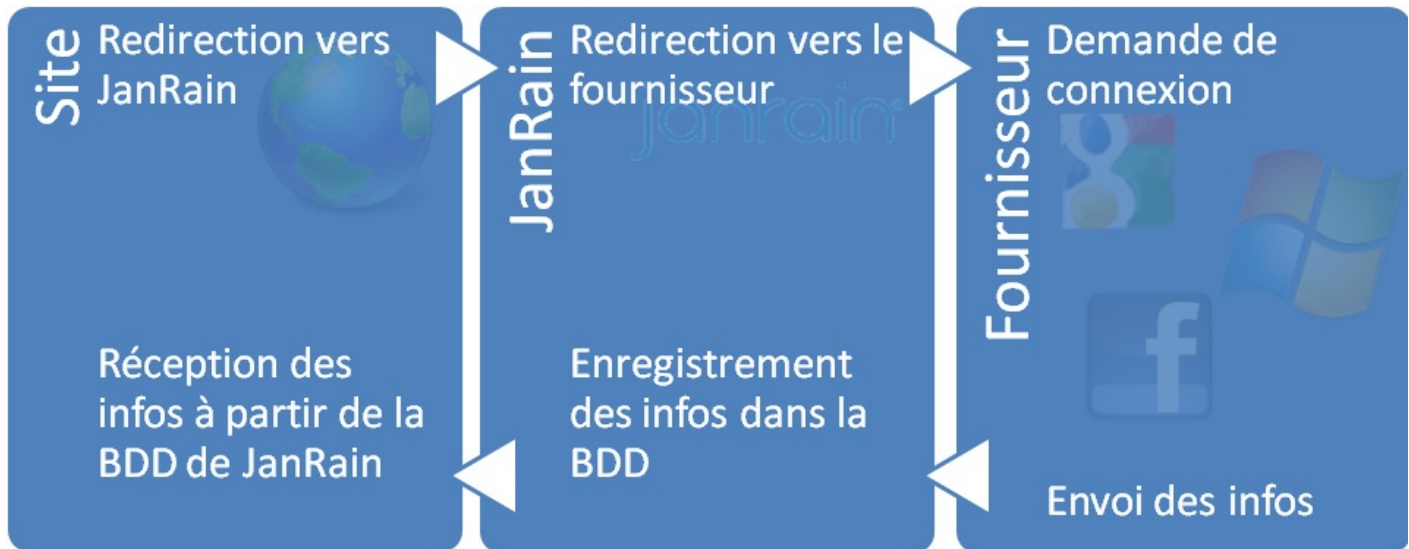 Site
Redirection vers
JanRain
Réception des
infos à partir de la
BDD de JanRain
JanRain
Redirection vers le
fournisseur
janrain
Enregistrement
des infos dans la
BDD
Fournisseur
Demande de
connexion
g
f
Envoi des infos